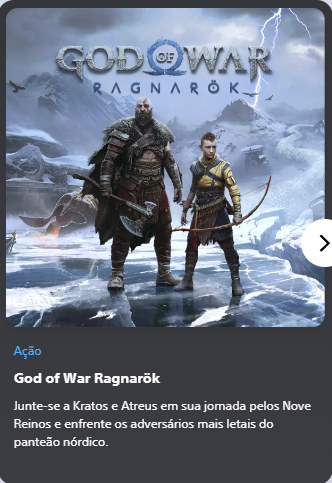 GOD OF WAR
RAGNARÖK
Ação
God of War Ragnarök
Junte-se a Kratos e Atreus em sua jornada pelos Nove
Reinos e enfrente os adversários mais letais do
panteão nórdico.